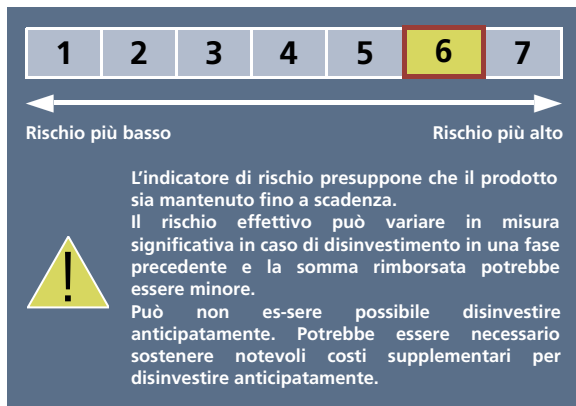 1 2 3 4 5 6 7
Rischio più basso Rischio più alto
L'indicatore di rischio presuppone che il prodotto
sia mantenuto fino a scadenza.
Il rischio effettivo può variare in misura
significativa in caso di disinvestimento in una fase
precedente e la somma rimborsata potrebbe
essere minore.
Può non es-sere possibile disinvestire
anticipatamente. Potrebbe essere necessario
sostenere notevoli costi supplementari per
disinvestire anticipatamente.
!